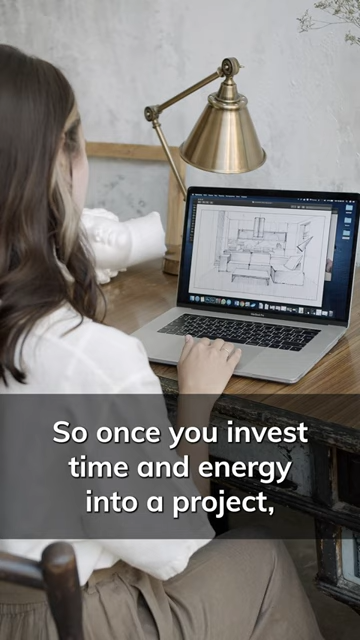 So once you invest
time and energy
into a project,